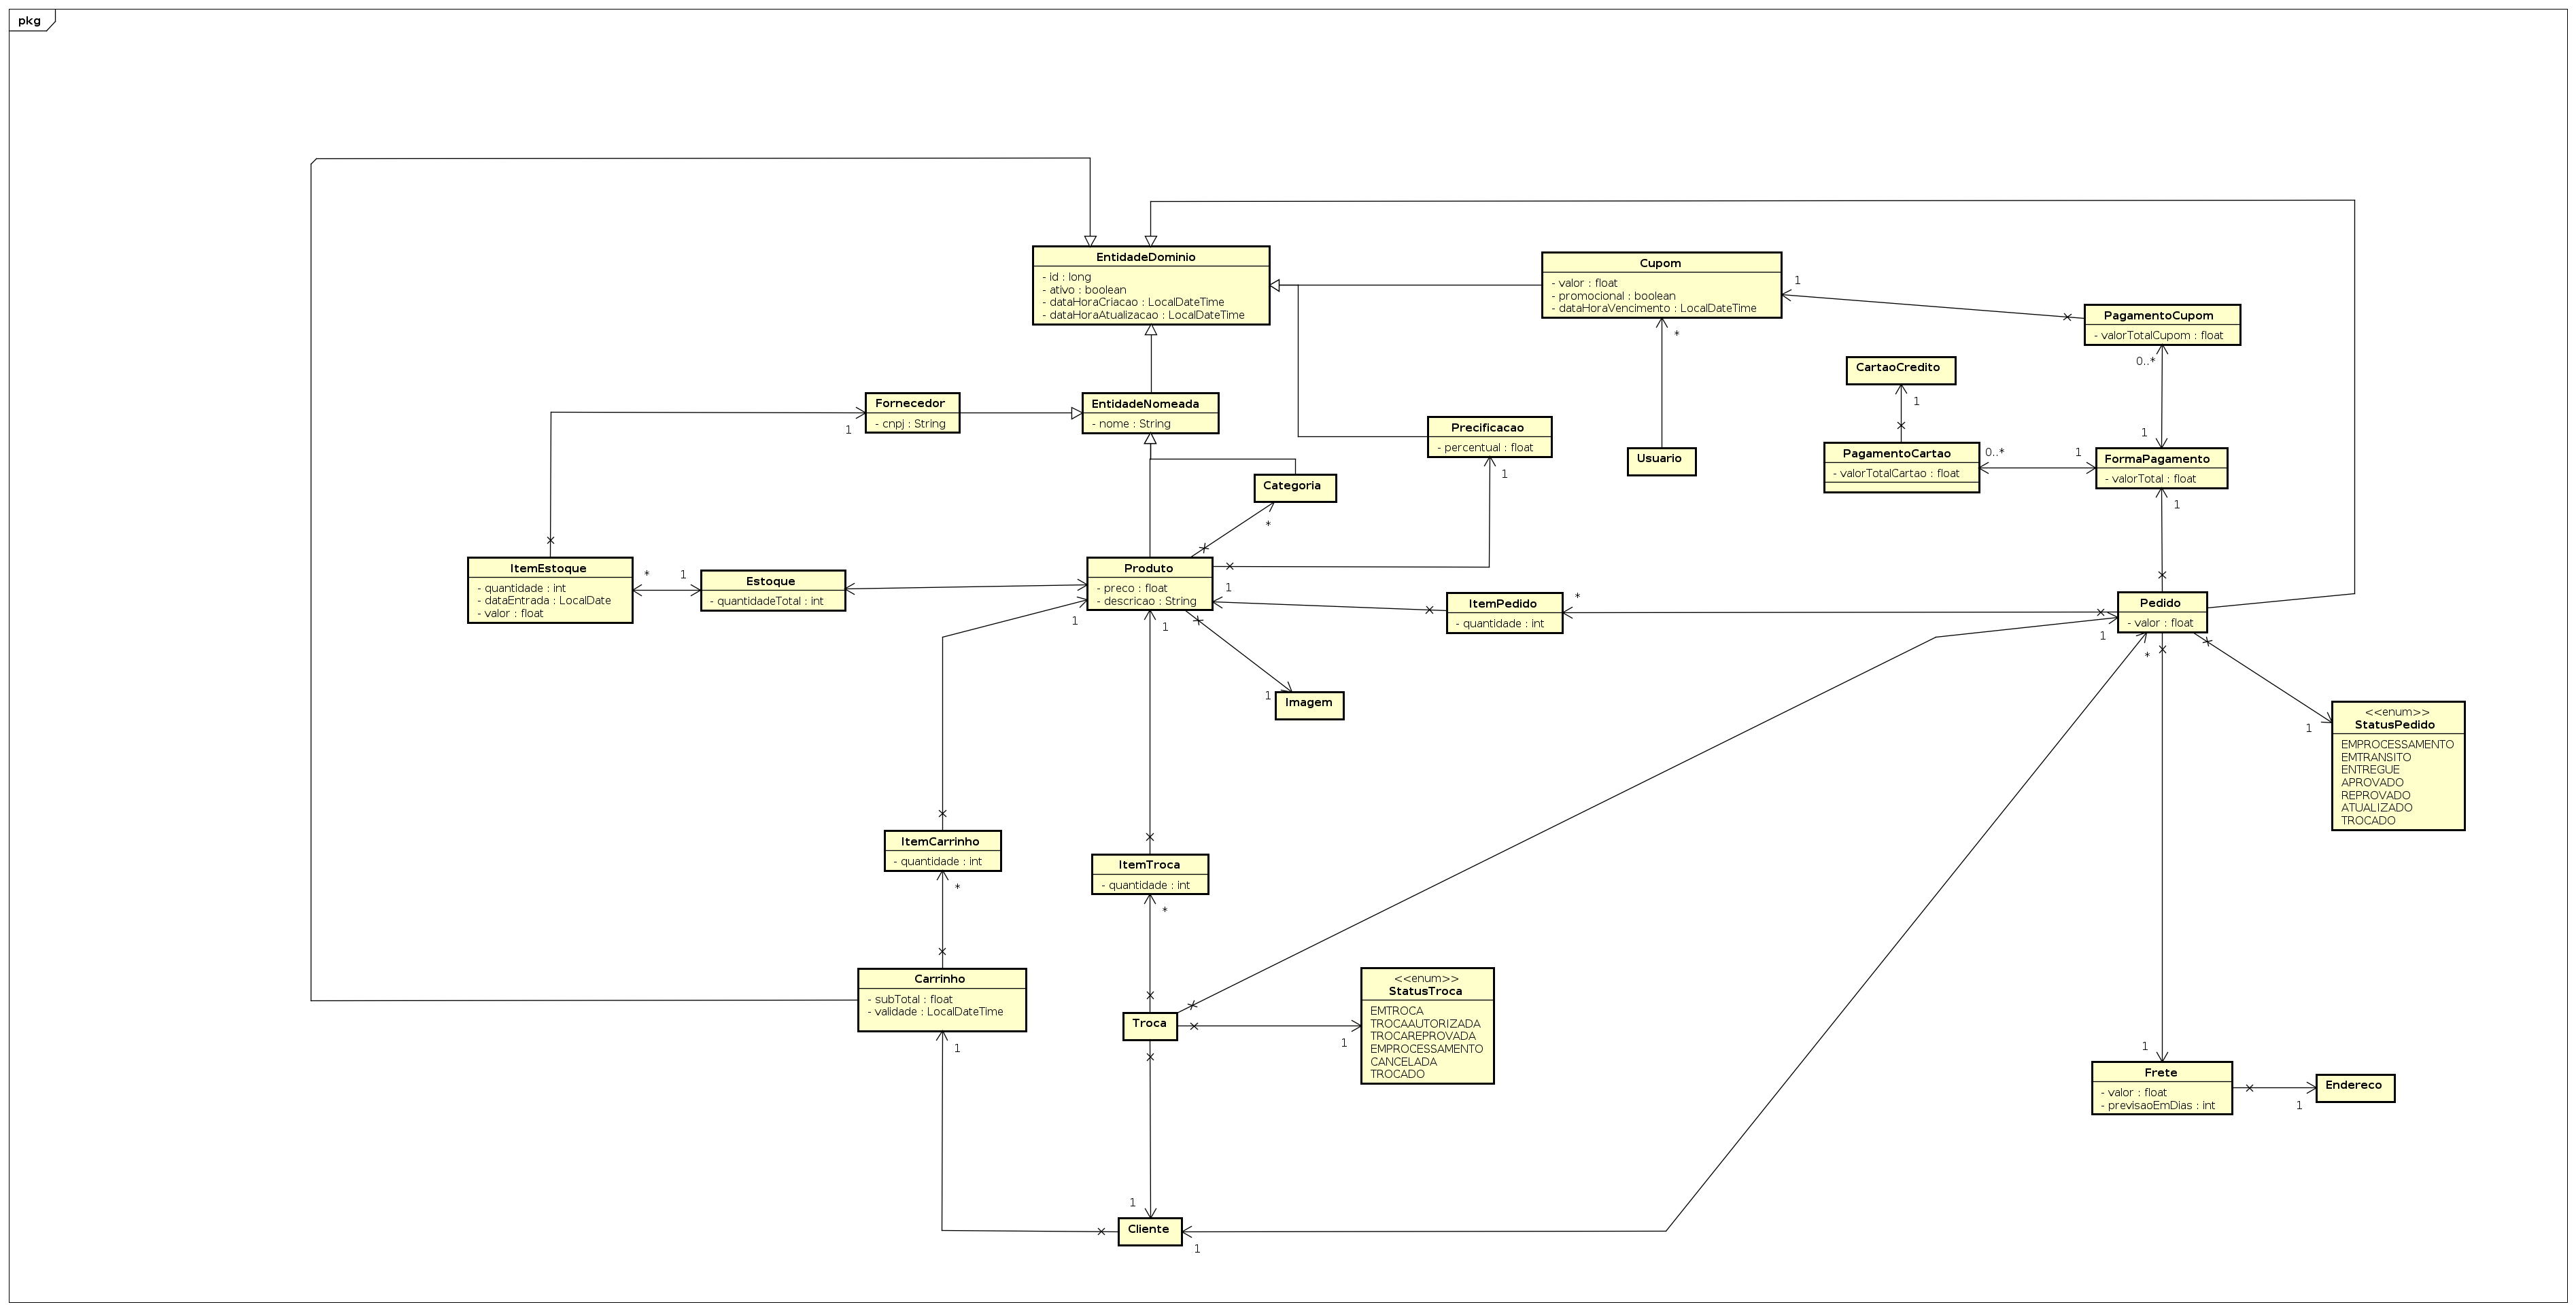 pkg
EntidadeDominio
- id : long
- ativo : boolean
- dataHoraCriacao : LocalDateTime
- dataHoraAtualizacao : LocalDateTime
Cupom
- valor : float
- promocional : boolean
- dataHoraVencimento : LocalDateTime
1
*
PagamentoCupom
- valorTotalCupom : float
0..*
1
CartaoCredito
1
Fornecedor
- cnpj : String
1
EntidadeNomeada
- nome : String
Precificacao
- percentual : float
1
Usuario
PagamentoCartao
- valorTotalCartao : float
0..*
1
FormaPagamento
- valorTotal : float
1
Categoria
*
ItemEstoque
- quantidade : int
- dataEntrada : LocalDate
- valor : float
*
1
Estoque
- quantidadeTotal : int
Produto
- preco : float
- descricao : String
1
1
1
ItemPedido
- quantidade : int
*
Pedido
- valor : float
1
*
Imagem
1
<<enum>>
StatusPedido
EMPROCESSAMENTO
EMTRANSITO
ENTREGUE
APROVADO
REPROVADO
ATUALIZADO
TROCADO
1
ItemCarrinho
- quantidade : int
*
ItemTroca
- quantidade : int
*
Carrinho
- subTotal : float
- validade : LocalDateTime
1
Troca
<<enum>>
StatusTroca
EMTROCA
TROCAAUTORIZADA
TROCAREPROVADA
EMPROCESSAMENTO
CANCELADA
TROCADO
1
1
Frete
- valor : float
- previsaoEmDias : int
Endereco
1
1
Cliente
1